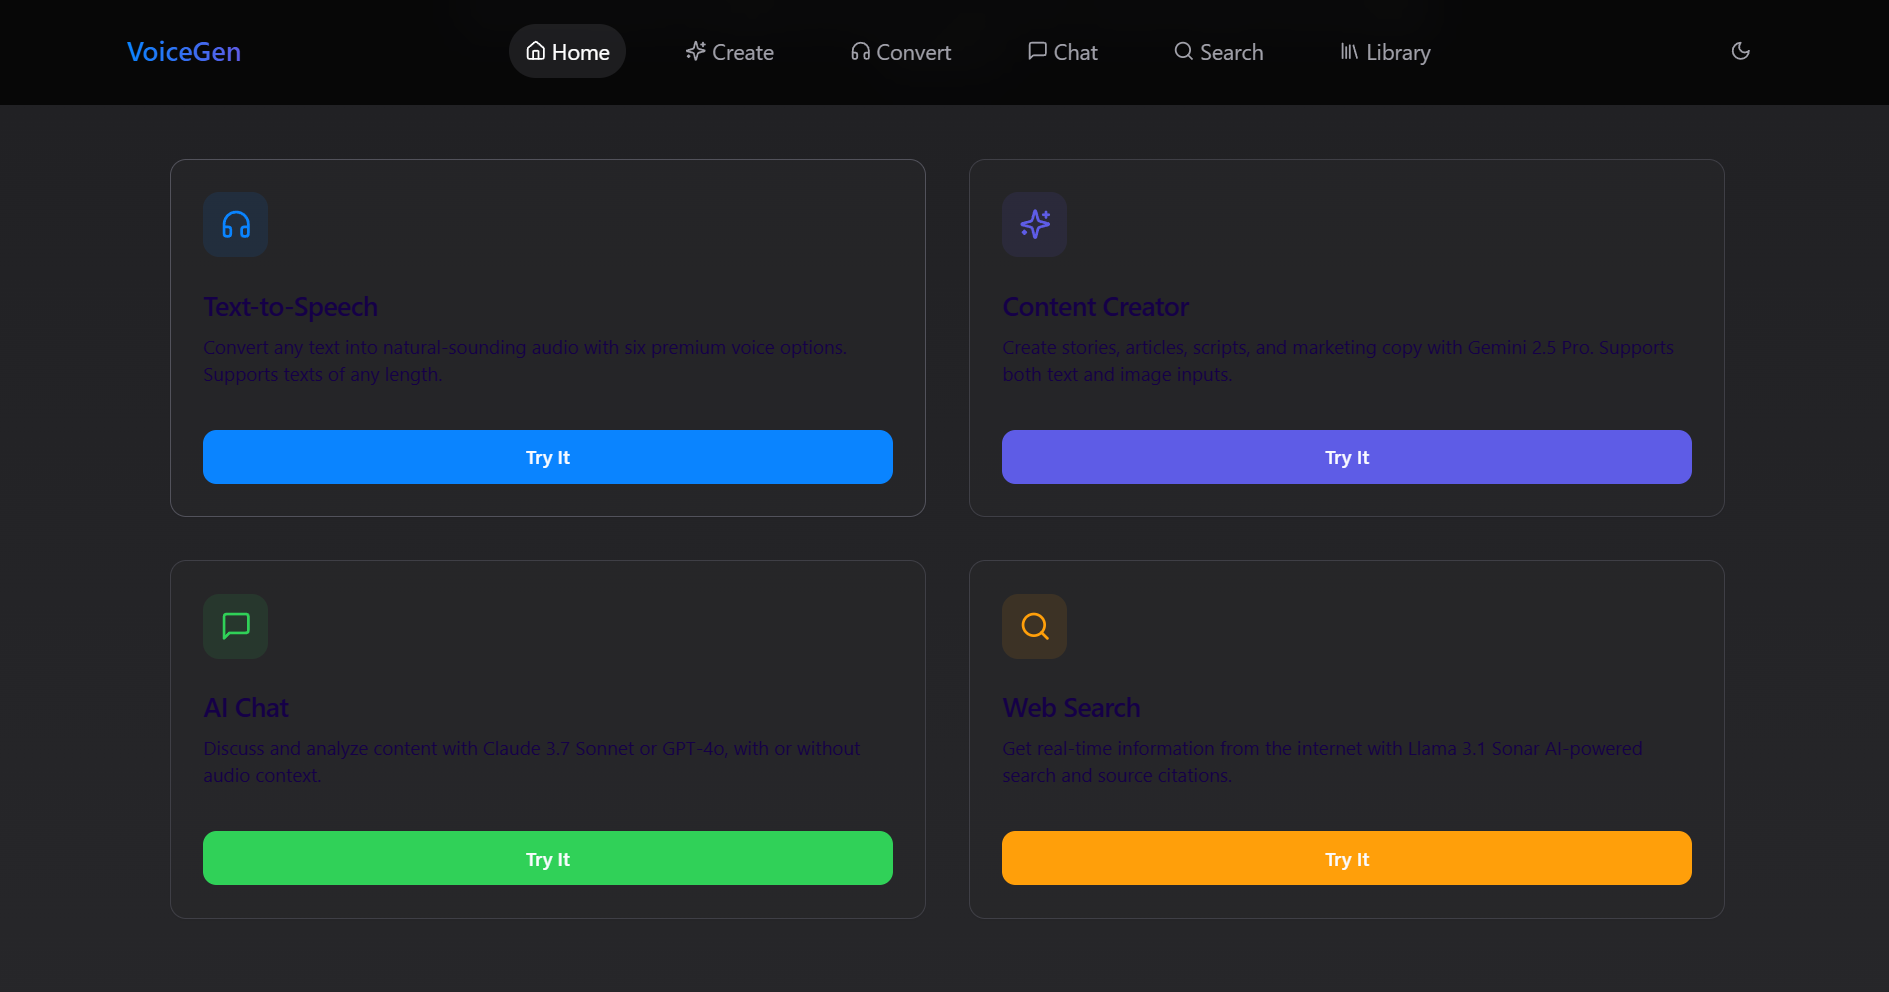 VoiceGen
Home
Create
Convert
Chat
Search
Library
Text-to-Speech
Convert any text into natural-sounding audio with six premium voice options.
Supports texts of any length.
Try It
Content Creator
Create stories, articles, scripts, and marketing copy with Gemini 2.5 Pro. Supports
both text and image inputs.
Try It
AI Chat
Discuss and analyze content with Claude 3.7 Sonnet or GPT-4o, with or without
audio context.
Try It
Web Search
Get real-time information from the internet with Llama 3.1 Sonar AI-powered
search and source citations.
Try It